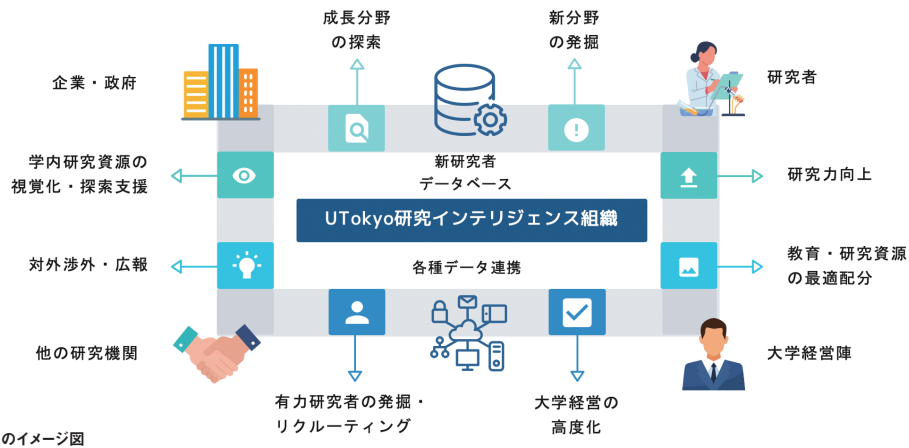 成長分野
の探索
新分野
の発掘
企業・政府
研究者
学内研究資源の
視覚化・探索支援
新研究者
データベース
研究力向上
UTokyo研究インテリジェンス組織
対外渉外・広報
各種データ連携
教育・研究資源
の最適配分
他の研究機関
大学経営陣
有力研究者の発掘・
リクルーティング
大学経営の
高度化
のイメージ図